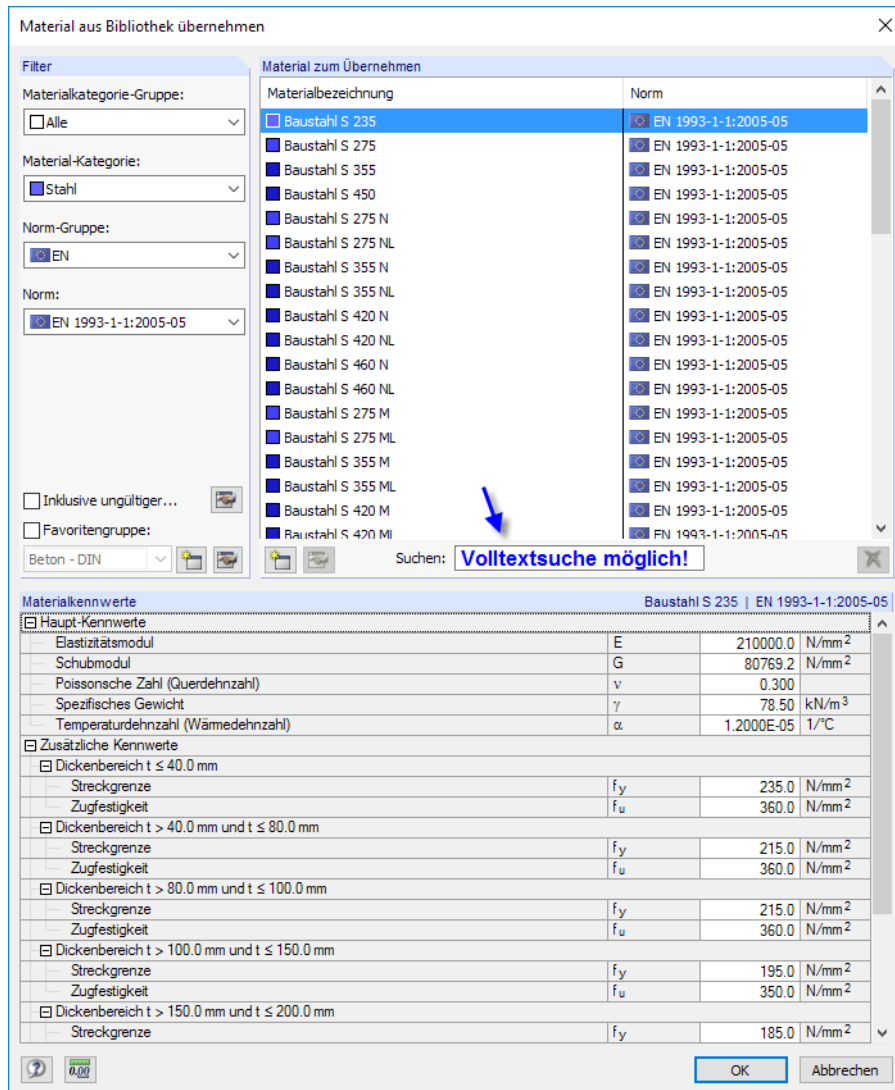 Material aus Bibliothek übernehmen
Filter
Materialkategorie-Gruppe:
Alle
Material-Kategorie:
Stahl
Norm-Gruppe:
EN
Norm:
EN 1993-1-1:2005-05
Inklusive ungültiger...
Favoritengruppe:
Beton - DIN
Material zum Übernehmen
Materialbezeichnung Norm
Baustahl S 235 EN 1993-1-1:2005-05
Baustahl S 275 EN 1993-1-1:2005-05
Baustahl S 355 EN 1993-1-1:2005-05
Baustahl S 450 EN 1993-1-1:2005-05
Baustahl S 275 N EN 1993-1-1:2005-05
Baustahl S 275 NL EN 1993-1-1:2005-05
Baustahl S 355 N EN 1993-1-1:2005-05
Baustahl S 355 NL EN 1993-1-1:2005-05
Baustahl S 420 N EN 1993-1-1:2005-05
Baustahl S 420 NL EN 1993-1-1:2005-05
Baustahl S 460 N EN 1993-1-1:2005-05
Baustahl S 460 NL EN 1993-1-1:2005-05
Baustahl S 275 M EN 1993-1-1:2005-05
Baustahl S 275 ML EN 1993-1-1:2005-05
Baustahl S 355 M EN 1993-1-1:2005-05
Baustahl S 355 ML EN 1993-1-1:2005-05
Baustahl S 420 M EN 1993-1-1:2005-05
Baustahl S 420 ML EN 1993-1-1:2005-05
Suchen: Volltextsuche möglich!
Materialkennwerte Baustahl S 235 | EN 1993-1-1:2005-05
Haupt-Kennwerte
Elastizitätsmodul E 210000.0 N/mm²
Schubmodul G 80769.2 N/mm²
Poissonsche Zahl (Querdehnzahl) ν 0.300
Spezifisches Gewicht γ 78.50 kN/m³
Temperaturdehnzahl (Wärmedehnzahl) α 1.2000E-05 1/°C
Zusätzliche Kennwerte
Dickenbereich t ≤ 40.0 mm
Streckgrenze fy 235.0 N/mm²
Zugfestigkeit fu 360.0 N/mm²
Dickenbereich t > 40.0 mm und t ≤ 80.0 mm
Streckgrenze fy 215.0 N/mm²
Zugfestigkeit fu 360.0 N/mm²
Dickenbereich t > 80.0 mm und t ≤ 100.0 mm
Streckgrenze fy 215.0 N/mm²
Zugfestigkeit fu 360.0 N/mm²
Dickenbereich t > 100.0 mm und t ≤ 150.0 mm
Streckgrenze fy 195.0 N/mm²
Zugfestigkeit fu 350.0 N/mm²
Dickenbereich t > 150.0 mm und t ≤ 200.0 mm
Streckgrenze fy 185.0 N/mm²
0.00
OK Abbrechen